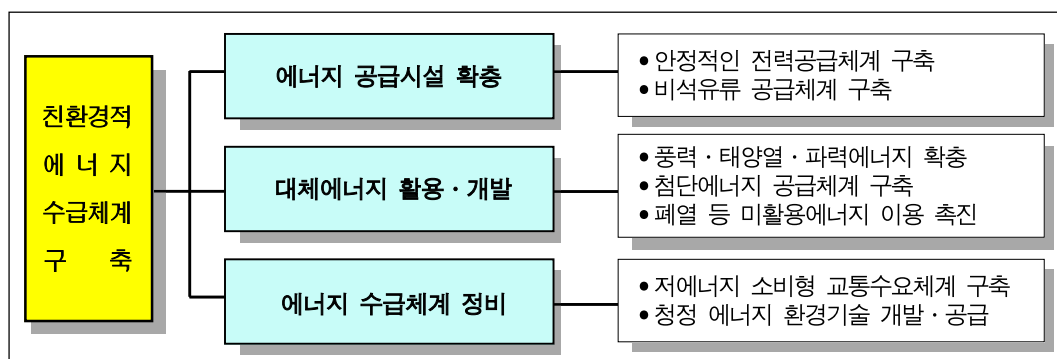 친환경적
에 너 지
수급체계
구 축
에너지 공급시설 확충
• 안정적인 전력공급체계 구축
• 비석유류 공급체계 구축
대체에너지 활용 · 개발
• 풍력 · 태양열 · 파력에너지 확충
• 첨단에너지 공급체계 구축
• 폐열 등 미활용에너지 이용 촉진
에너지 수급체계 정비
• 저에너지 소비형 교통수요체계 구축
• 청정 에너지 환경기술 개발 · 공급